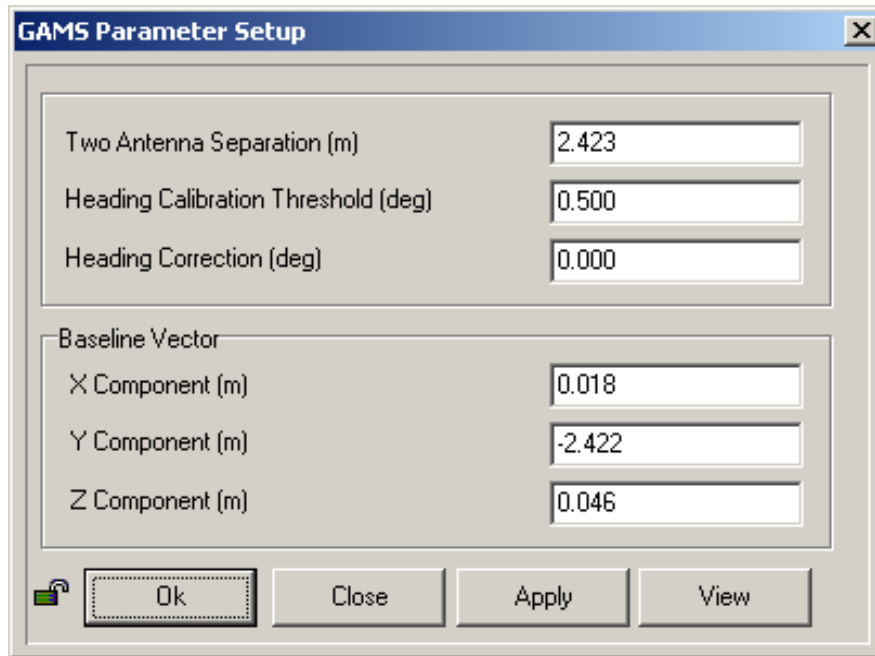 GAMS Parameter Setup
Two Antenna Separation (m) 2.423
Heading Calibration Threshold (deg) 0.500
Heading Correction (deg) 0.000
Baseline Vector
X Component (m) 0.018
Y Component (m) -2.422
Z Component (m) 0.046
Ok Close Apply View